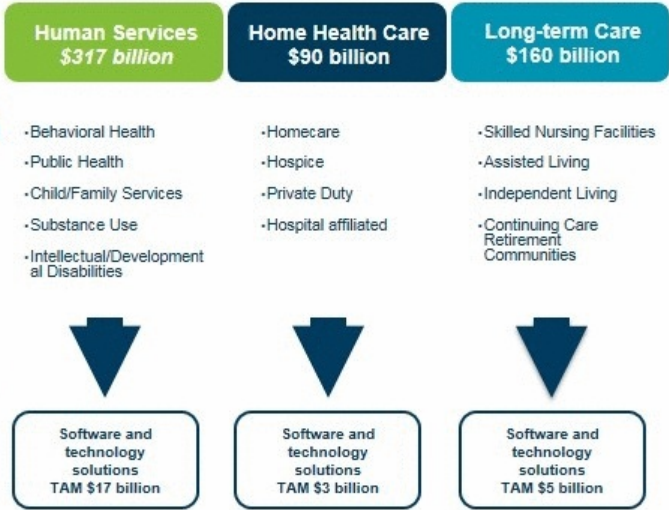 Human Services
$317 billion
Home Health Care
$90 billion
Long-term Care
$160 billion
·Behavioral Health
·Public Health
·Child/Family Services
·Substance Use
·Intellectual/Development
al Disabilities
·Homecare
·Hospice
·Private Duty
·Hospital affiliated
·Skilled Nursing Facilities
·Assisted Living
·Independent Living
·Continuing Care
Retirement
Communities
Software and
technology
solutions
TAM $17 billion
Software and
technology
solutions
TAM $3 billion
Software and
technology
solutions
TAM $5 billion